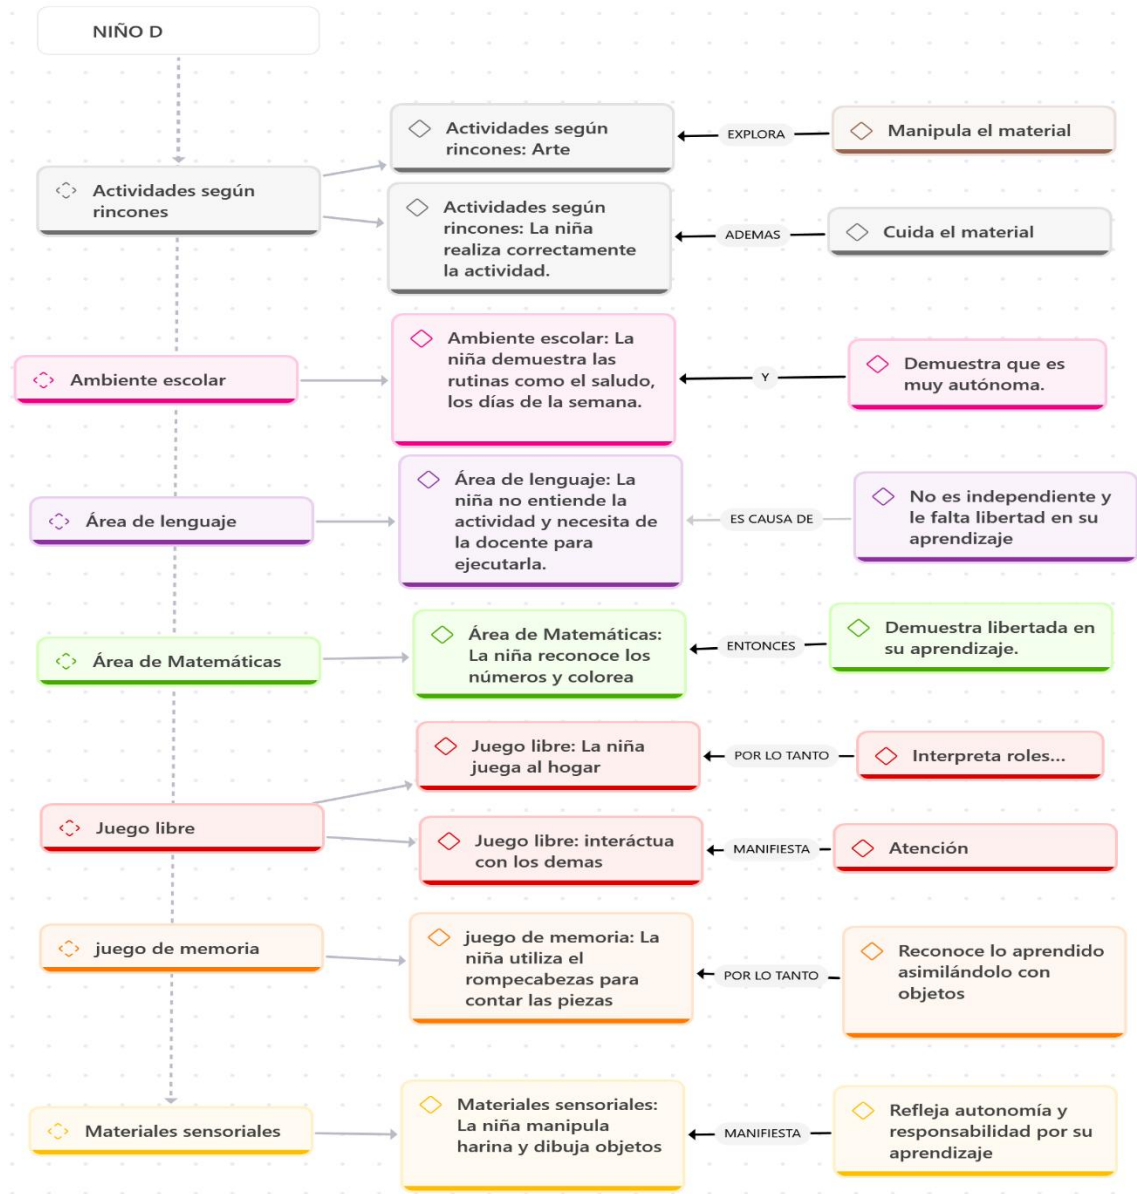 NIÑO D
Actividades según
rincones
Actividades según
rincones: Arte
EXPLORA
Manipula el material
Actividades según
rincones: La niña
realiza correctamente
la actividad.
ADEMAS
Cuida el material
Ambiente escolar
Ambiente escolar: La
niña demuestra las
rutinas como el saludo,
los días de la semana.
Y
Demuestra que es
muy autónoma.
Área de lenguaje
Área de lenguaje: La
niña no entiende la
actividad y necesita de
la docente para
ejecutarla.
ES CAUSA DE
No es independiente y
le falta libertad en su
aprendizaje
Área de Matemáticas
Área de Matemáticas:
La niña reconoce los
números y colorea
ENTONCES
Demuestra libertada en
su aprendizaje.
Juego libre
Juego libre: La niña
juega al hogar
POR LO TANTO
Interpreta roles...
Juego libre: interáctua
con los demas
MANIFIESTA
Atención
juego de memoria
juego de memoria: La
niña utiliza el
rompecabezas para
contar las piezas
POR LO TANTO
Reconoce lo aprendido
asimilándolo con
objetos
Materiales sensoriales
Materiales sensoriales:
La niña manipula
harina y dibuja objetos
MANIFIESTA
Refleja autonomía y
responsabilidad por su
aprendizaje